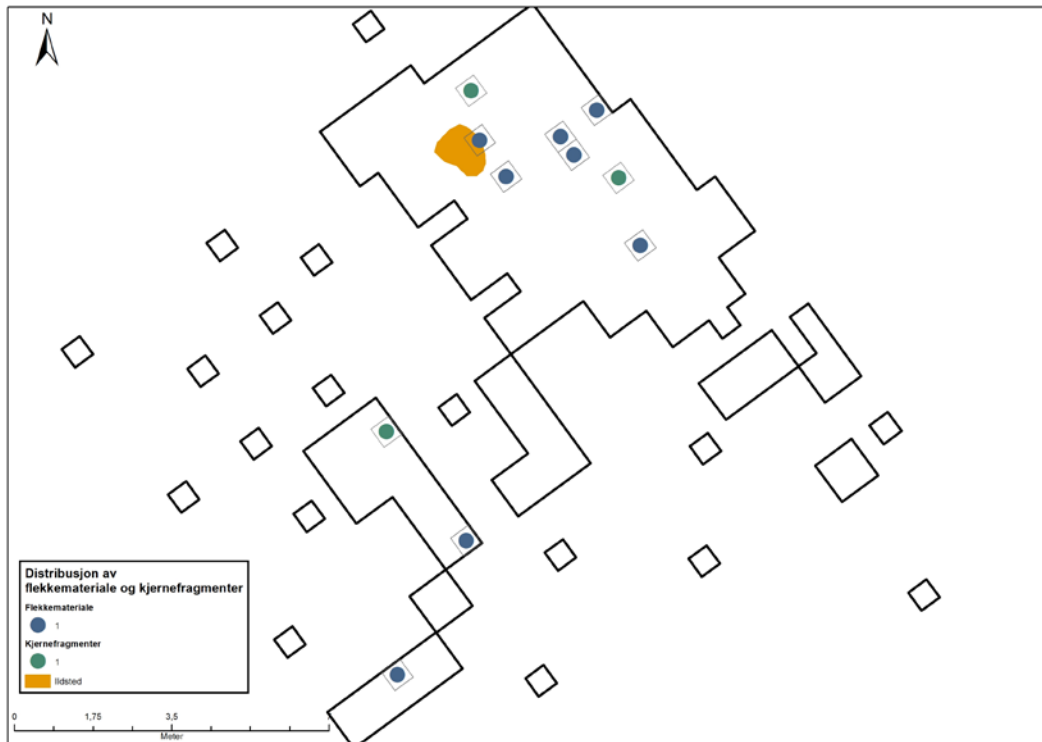 N
Distribusjon av
flekkemateriale og kjernefragmenter
Flekkemateriale
1
Kjernefragmenter
1
Ildsted
0 1,75 3,5
Meter